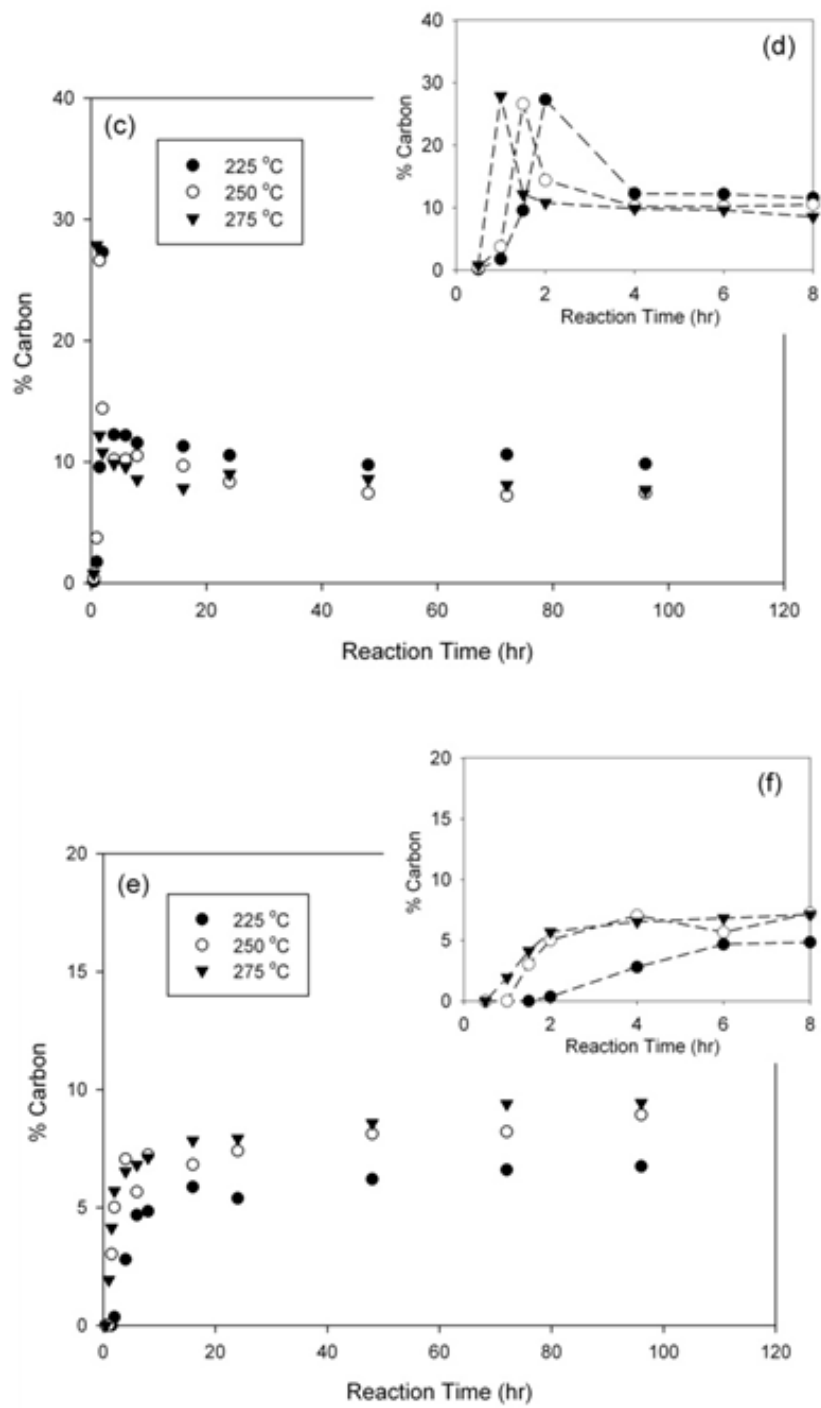 40
(d)
30
% Carbon
20
10
0
0 2 4 6 8
Reaction Time (hr)
40
(c)
225 °C
250 °C
275 °C
30
% Carbon
20
10
0
0 20 40 60 80 100 120
Reaction Time (hr)
20
(f)
15
% Carbon
10
5
0
0 2 4 6 8
Reaction Time (hr)
20
(e)
225 °C
250 °C
275 °C
15
% Carbon
10
5
0
0 20 40 60 80 100 120
Reaction Time (hr)